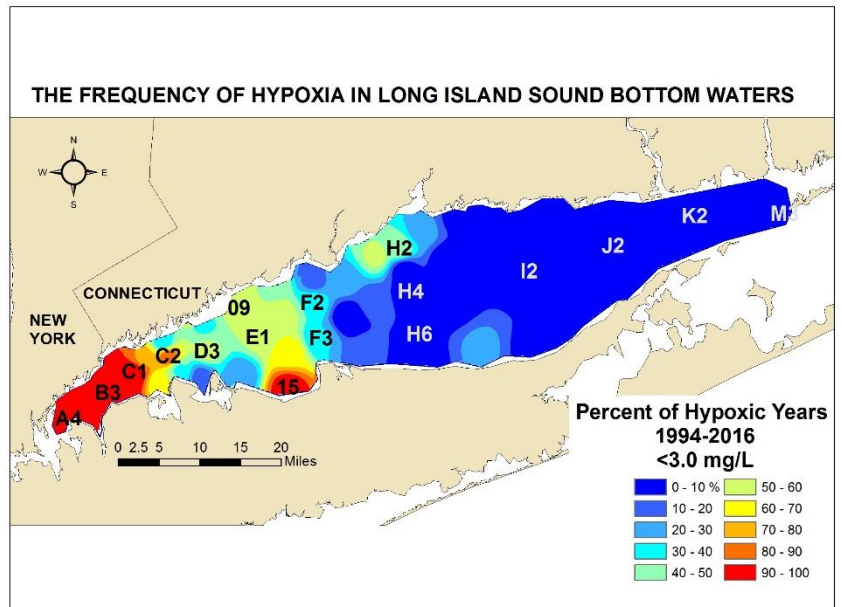 THE FREQUENCY OF HYPOXIA IN LONG ISLAND SOUND BOTTOM WATERS
N
W E
S
K2
M3
J2
H2
I2
CONNECTICUT
H4
F2
09
NEW
YORK
E1
F3
H6
D3
C2
C1
15
B3
A4
0 2.5 5 10 15 20
Miles
Percent of Hypoxic Years
1994-2016
<3.0 mg/L
0 - 10 %
10 - 20
20 - 30
30 - 40
40 - 50
50 - 60
60 - 70
70 - 80
80 - 90
90 - 100